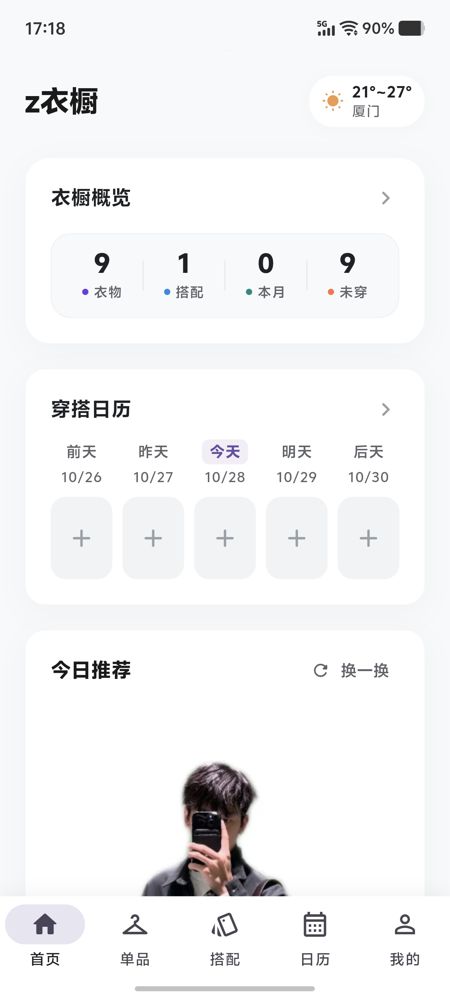 17:18
5G
90%
z衣橱
21°~27°
厦门
衣橱概览
9 1 0 9
衣物 搭配 本月 未穿
穿搭日历
前天 昨天 今天 明天 后天
10/26 10/27 10/28 10/29 10/30
今日推荐
换一换
首页 单品 搭配 日历 我的